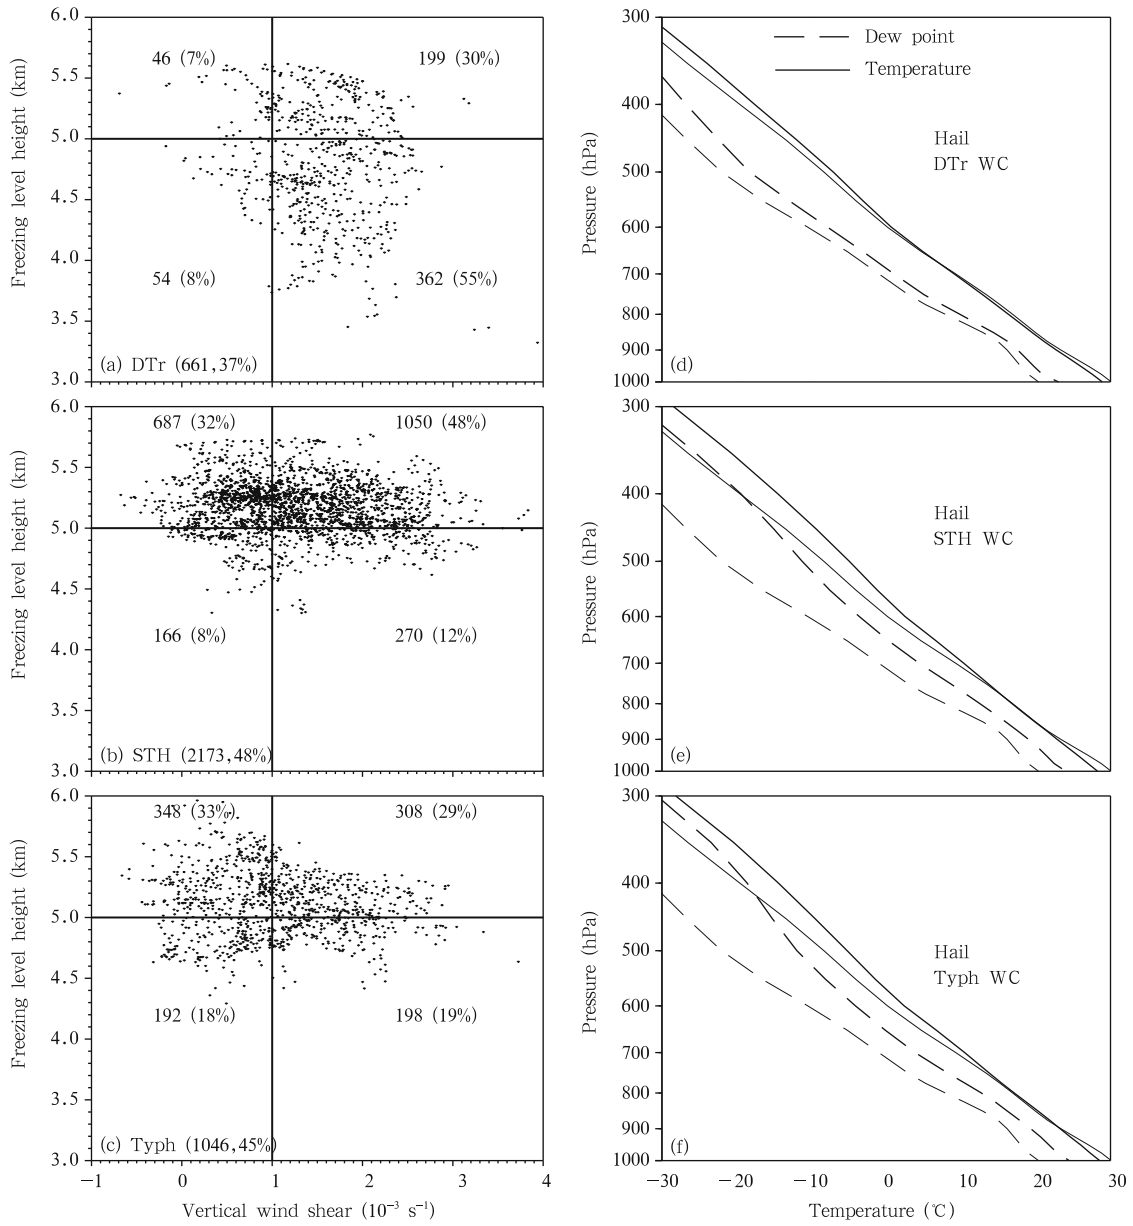 6.0
5.5
5.0
4.5
4.0
3.5
3.0
Freezing level height (km)
46 (7%)
199 (30%)
54 (8%)
362 (55%)
(a) DTr (661,37%)
300
400
500
600
700
800
900
1000
Pressure (hPa)
Dew point
Temperature
Hail
DTr WC
(d)
6.0
5.5
5.0
4.5
4.0
3.5
3.0
Freezing level height (km)
687 (32%)
1050 (48%)
166 (8%)
270 (12%)
(b) STH (2173,48%)
300
400
500
600
700
800
900
1000
Pressure (hPa)
Hail
STH WC
(e)
6.0
5.5
5.0
4.5
4.0
3.5
3.0
Freezing level height (km)
348 (33%)
308 (29%)
192 (18%)
198 (19%)
(c) Typh (1046,45%)
−1 0 1 2 3 4
Vertical wind shear (10⁻³ s⁻¹)
300
400
500
600
700
800
900
1000
Pressure (hPa)
Hail
Typh WC
(f)
−30 −20 −10 0 10 20 30
Temperature (℃)